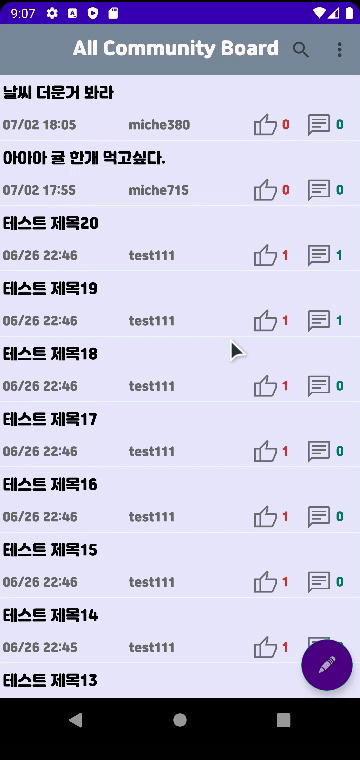 9:07
All Community Board
날씨 더운거 봐라
07/02 18:05 miche380 0 0
아아아 귤 한개 먹고싶다.
07/02 17:55 miche715 0 0
테스트 제목20
06/26 22:46 test111 1 1
테스트 제목19
06/26 22:46 test111 1 1
테스트 제목18
06/26 22:46 test111 1 0
테스트 제목17
06/26 22:46 test111 1 0
테스트 제목16
06/26 22:46 test111 1 0
테스트 제목15
06/26 22:46 test111 1 0
테스트 제목14
06/26 22:45 test111 1
테스트 제목13